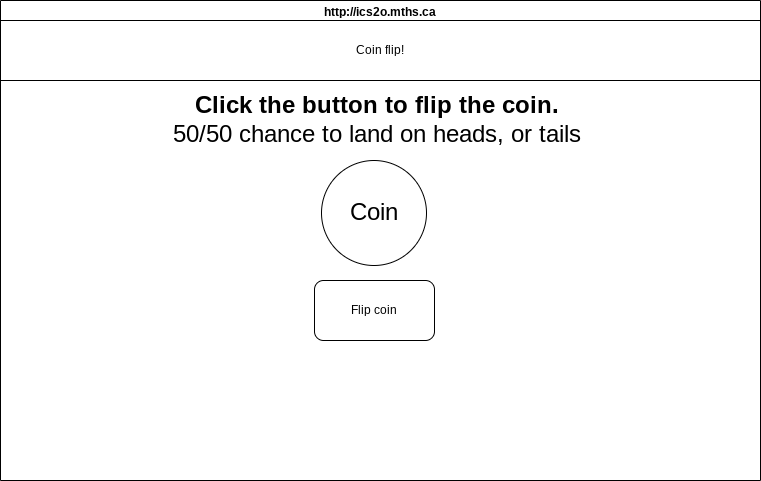 http://ics2o.mths.ca
Coin flip!
Click the button to flip the coin.
50/50 chance to land on heads, or tails
Coin
Flip coin